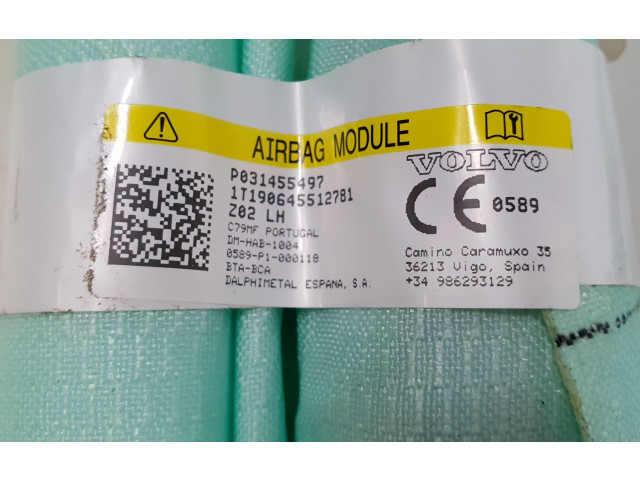 AIRBAG MODULE
P031455497
1T190645512781
Z02 LH
C79MF PORTUGAL
DM-HAB-1004
0589-P1-000118
BTA-BCA
DALPHIMETAL ESPANA, S.A.
VOLVO
CE 0589
Camino Caramuxo 35
36213 Vigo, Spain
+34 986293129